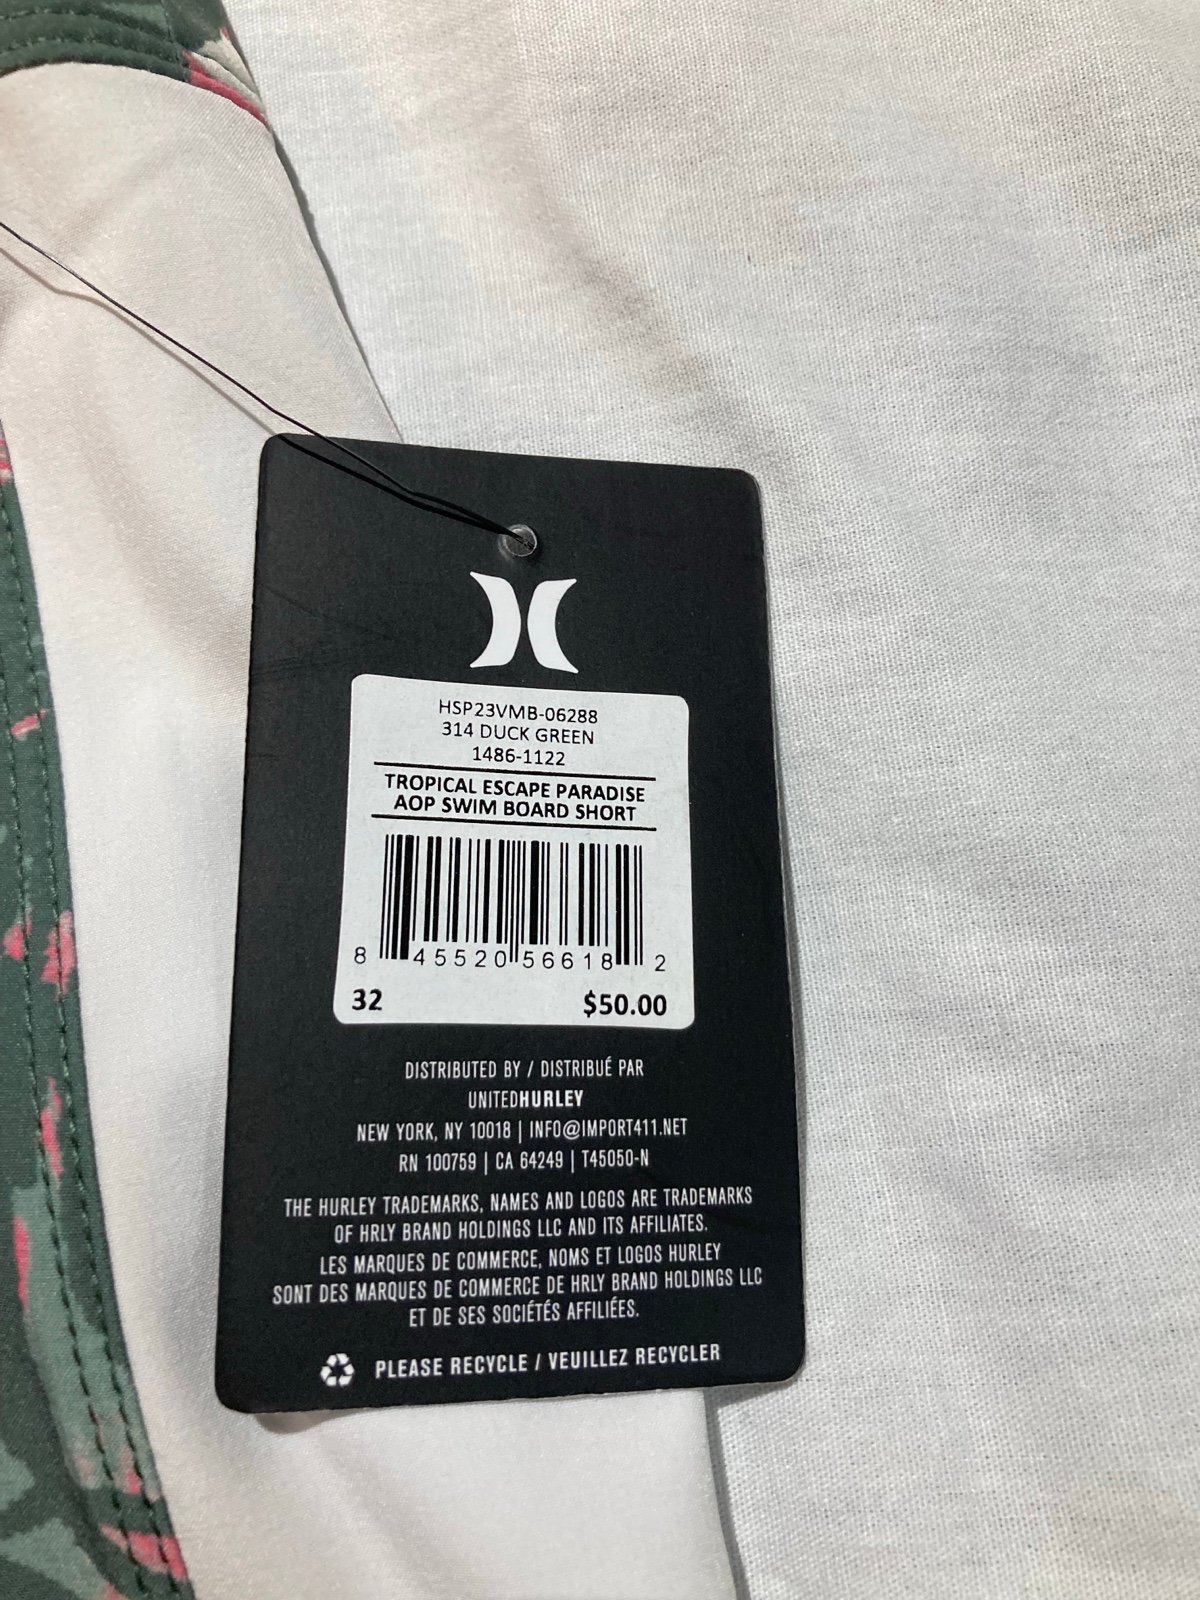 HSP23VMB-06288
314 DUCK GREEN
1486-1122
TROPICAL ESCAPE PARADISE
AOP SWIM BOARD SHORT
8 45520 56618 2
32 $50.00
DISTRIBUTED BY / DISTRIBUÉ PAR
UNITEDHURLEY
NEW YORK, NY 10018 | INFO@IMPORT411.NET
RN 100759 | CA 64249 | T45050-N
THE HURLEY TRADEMARKS, NAMES AND LOGOS ARE TRADEMARKS
OF HRLY BRAND HOLDINGS LLC AND ITS AFFILIATES.
LES MARQUES DE COMMERCE, NOMS ET LOGOS HURLEY
SONT DES MARQUES DE COMMERCE DE HRLY BRAND HOLDINGS LLC
ET DE SES SOCIÉTÉS AFFILIÉES.
PLEASE RECYCLE / VEUILLEZ RECYCLER